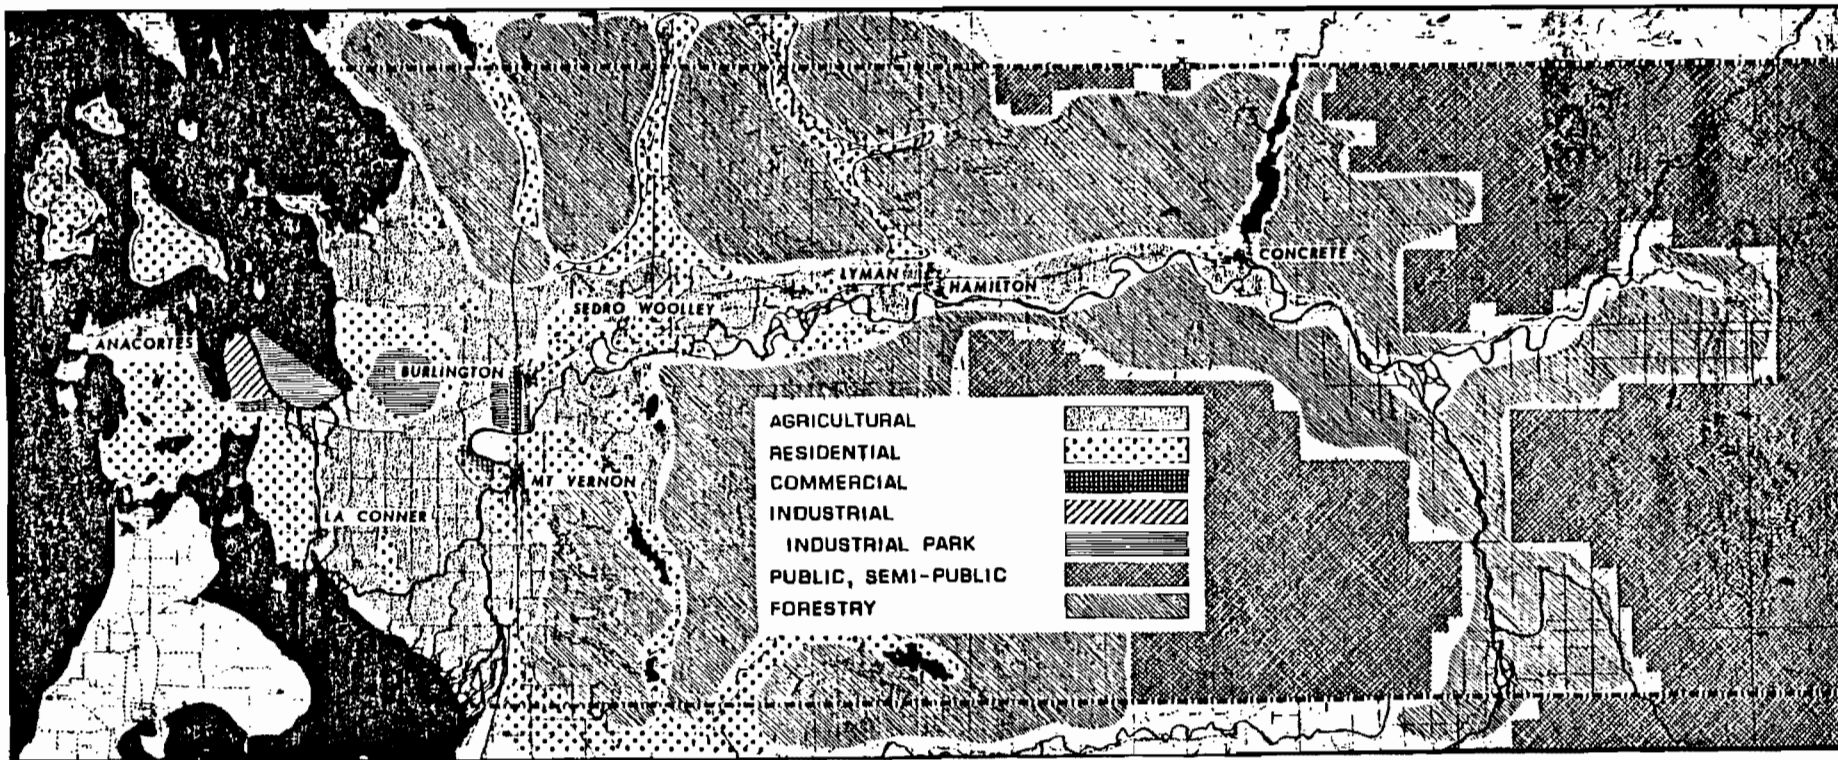 CONCRETE
LYMAN
HAMILTON
SEDRO WOOLLEY
ANACORTES
BURLINGTON
MT VERNON
LA CONNER
AGRICULTURAL
RESIDENTIAL
COMMERCIAL
INDUSTRIAL
INDUSTRIAL PARK
PUBLIC, SEMI-PUBLIC
FORESTRY